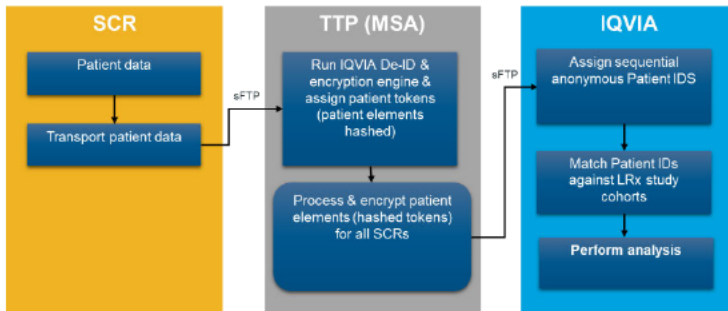 SCR
Patient data
Transport patient data
sFTP
TTP (MSA)
Run IQVIA De-ID &
encryption engine &
assign patient tokens
(patient elements
hashed)
Process & encrypt patient
elements (hashed tokens)
for all SCRs
sFTP
IQVIA
Assign sequential
anonymous Patient IDS
Match Patient IDs
against LRx study
cohorts
Perform analysis